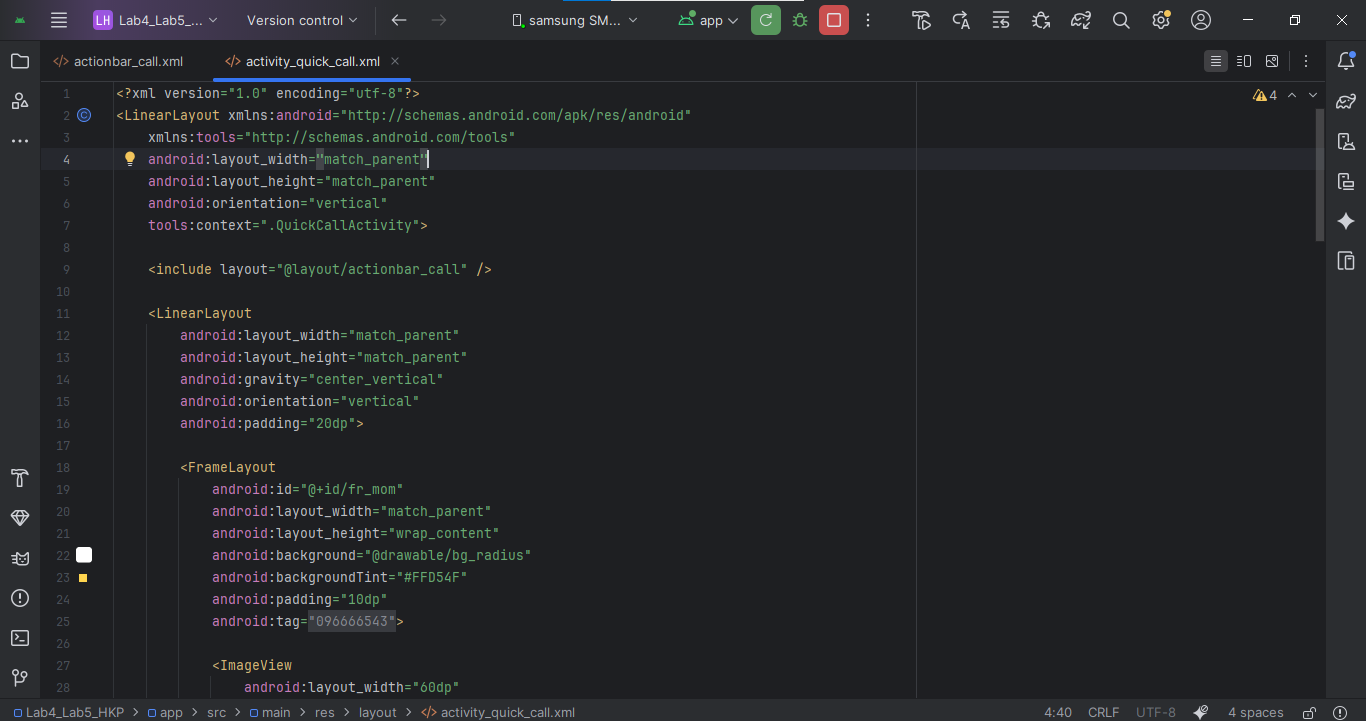 LH Lab4_Lab5_... Version control samsung SM... app
actionbar_call.xml activity_quick_call.xml
4
1 <?xml version="1.0" encoding="utf-8"?>
2 <LinearLayout xmlns:android="http://schemas.android.com/apk/res/android"
3 xmlns:tools="http://schemas.android.com/tools"
4 android:layout_width="match_parent"
5 android:layout_height="match_parent"
6 android:orientation="vertical"
7 tools:context=".QuickCallActivity">
8
9 <include layout="@layout/actionbar_call" />
10
11 <LinearLayout
12 android:layout_width="match_parent"
13 android:layout_height="match_parent"
14 android:gravity="center_vertical"
15 android:orientation="vertical"
16 android:padding="20dp">
17
18 <FrameLayout
19 android:id="@+id/fr_mom"
20 android:layout_width="match_parent"
21 android:layout_height="wrap_content"
22 android:background="@drawable/bg_radius"
23 android:backgroundTint="#FFD54F"
24 android:padding="10dp"
25 android:tag="096666543">
26
27 <ImageView
28 android:layout_width="60dp"
Lab4_Lab5_HKP > app > src > main > res > layout > activity_quick_call.xml 4:40 CRLF UTF-8 4 spaces